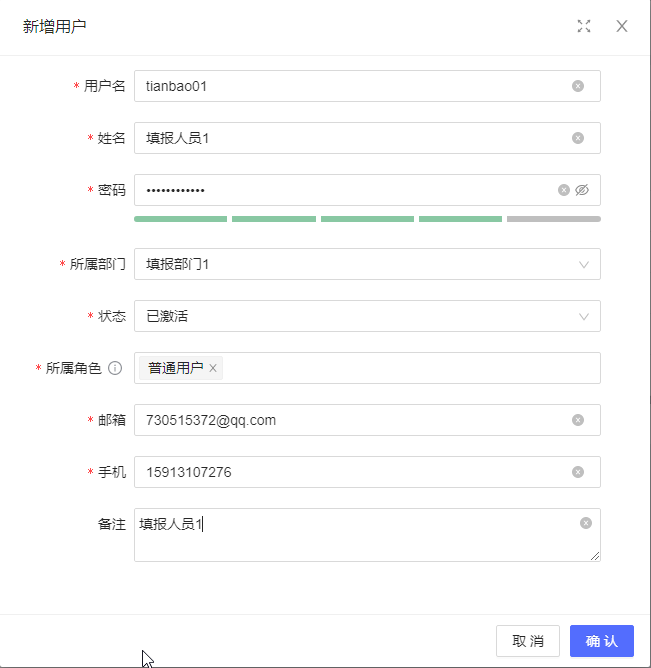 新增用户
* 用户名 tianbao01
* 姓名 填报人员1
* 密码 ••••••••••••
* 所属部门 填报部门1
* 状态 已激活
* 所属角色 普通用户
* 邮箱 730515372@qq.com
* 手机 15913107276
备注 填报人员1
取 消 确 认